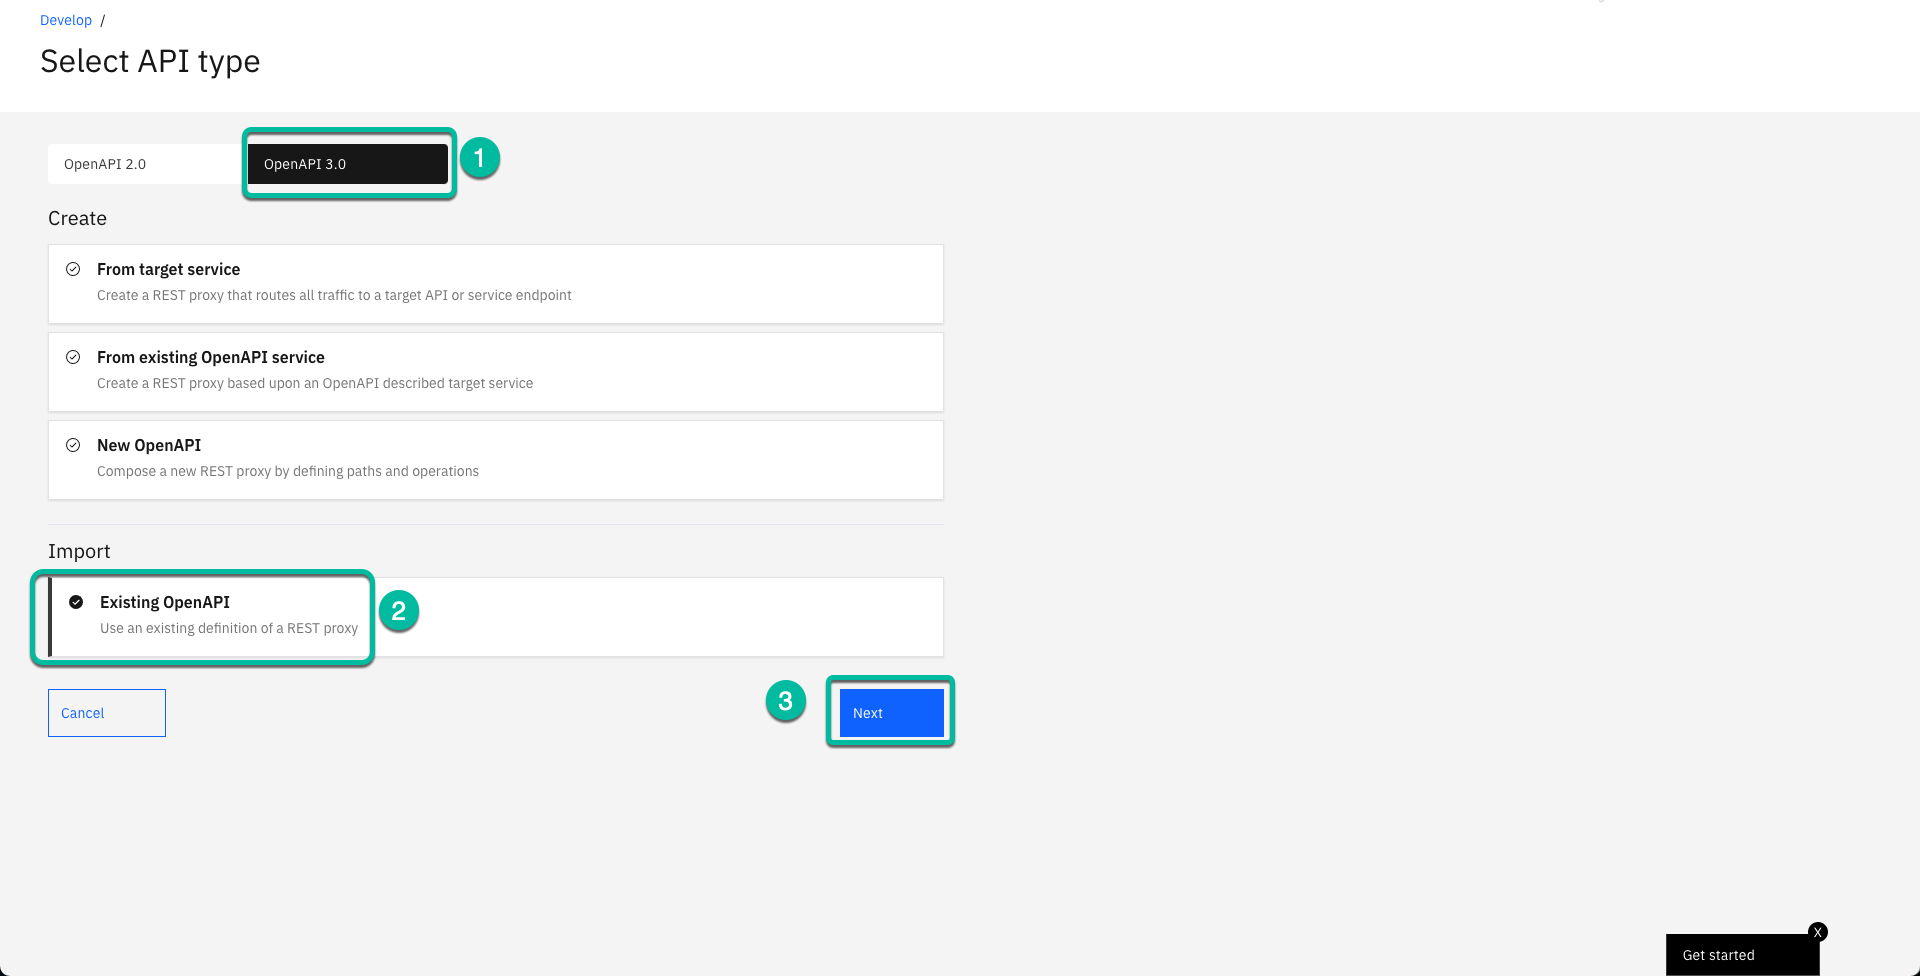 Develop /
Select API type
OpenAPI 2.0
OpenAPI 3.0
1
Create
From target service
Create a REST proxy that routes all traffic to a target API or service endpoint
From existing OpenAPI service
Create a REST proxy based upon an OpenAPI described target service
New OpenAPI
Compose a new REST proxy by defining paths and operations
Import
Existing OpenAPI
Use an existing definition of a REST proxy
2
Cancel
3
Next
X
Get started